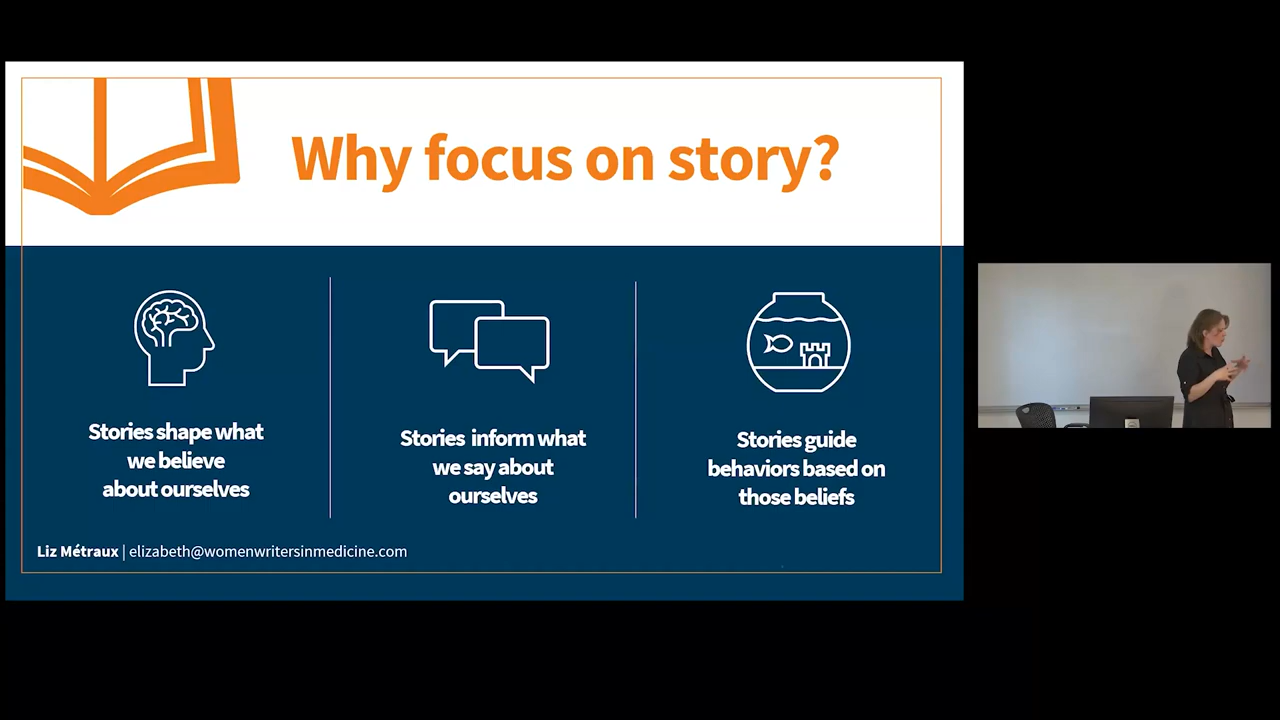 Why focus on story?
Stories shape what
we believe
about ourselves
Stories inform what
we say about
ourselves
Stories guide
behaviors based on
those beliefs
Liz Métraux | elizabeth@womenwritersinmedicine.com